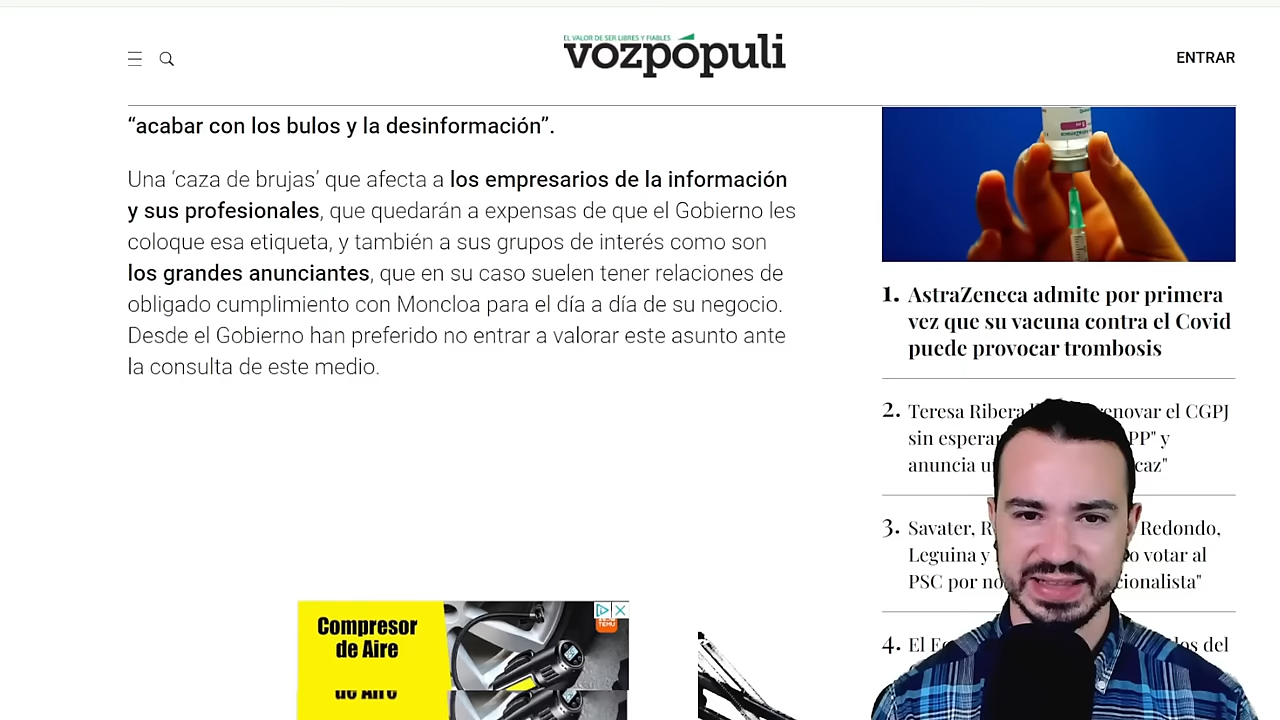 EL VALOR DE SER LIBRES Y FIABLES
vozpópuli
ENTRAR
“acabar con los bulos y la desinformación”.
Una ‘caza de brujas’ que afecta a los empresarios de la información
y sus profesionales, que quedarán a expensas de que el Gobierno les
coloque esa etiqueta, y también a sus grupos de interés como son
los grandes anunciantes, que en su caso suelen tener relaciones de
obligado cumplimiento con Moncloa para el día a día de su negocio.
Desde el Gobierno han preferido no entrar a valorar este asunto ante
la consulta de este medio.
Compresor
de Aire
de Aire
TEMU
AstraZeneca
1. AstraZeneca admite por primera
vez que su vacuna contra el Covid
puede provocar trombosis
2. Teresa Ribera renovar el CGPJ
sin PP" y
anuncia
3. Savater, Redondo,
Leguina y votar al
PSC por
4. El del